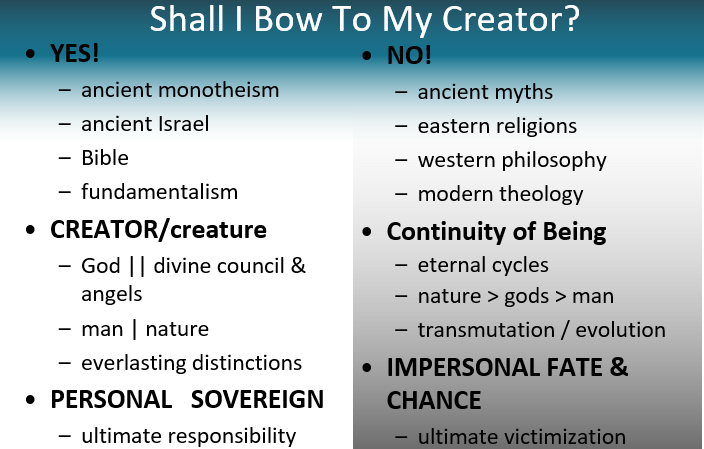 Shall I Bow To My Creator?
• YES!
– ancient monotheism
– ancient Israel
– Bible
– fundamentalism
• CREATOR/creature
– God || divine council &
angels
– man | nature
– everlasting distinctions
• PERSONAL SOVEREIGN
– ultimate responsibility
• NO!
– ancient myths
– eastern religions
– western philosophy
– modern theology
• Continuity of Being
– eternal cycles
– nature > gods > man
– transmutation / evolution
• IMPERSONAL FATE &
CHANCE
– ultimate victimization